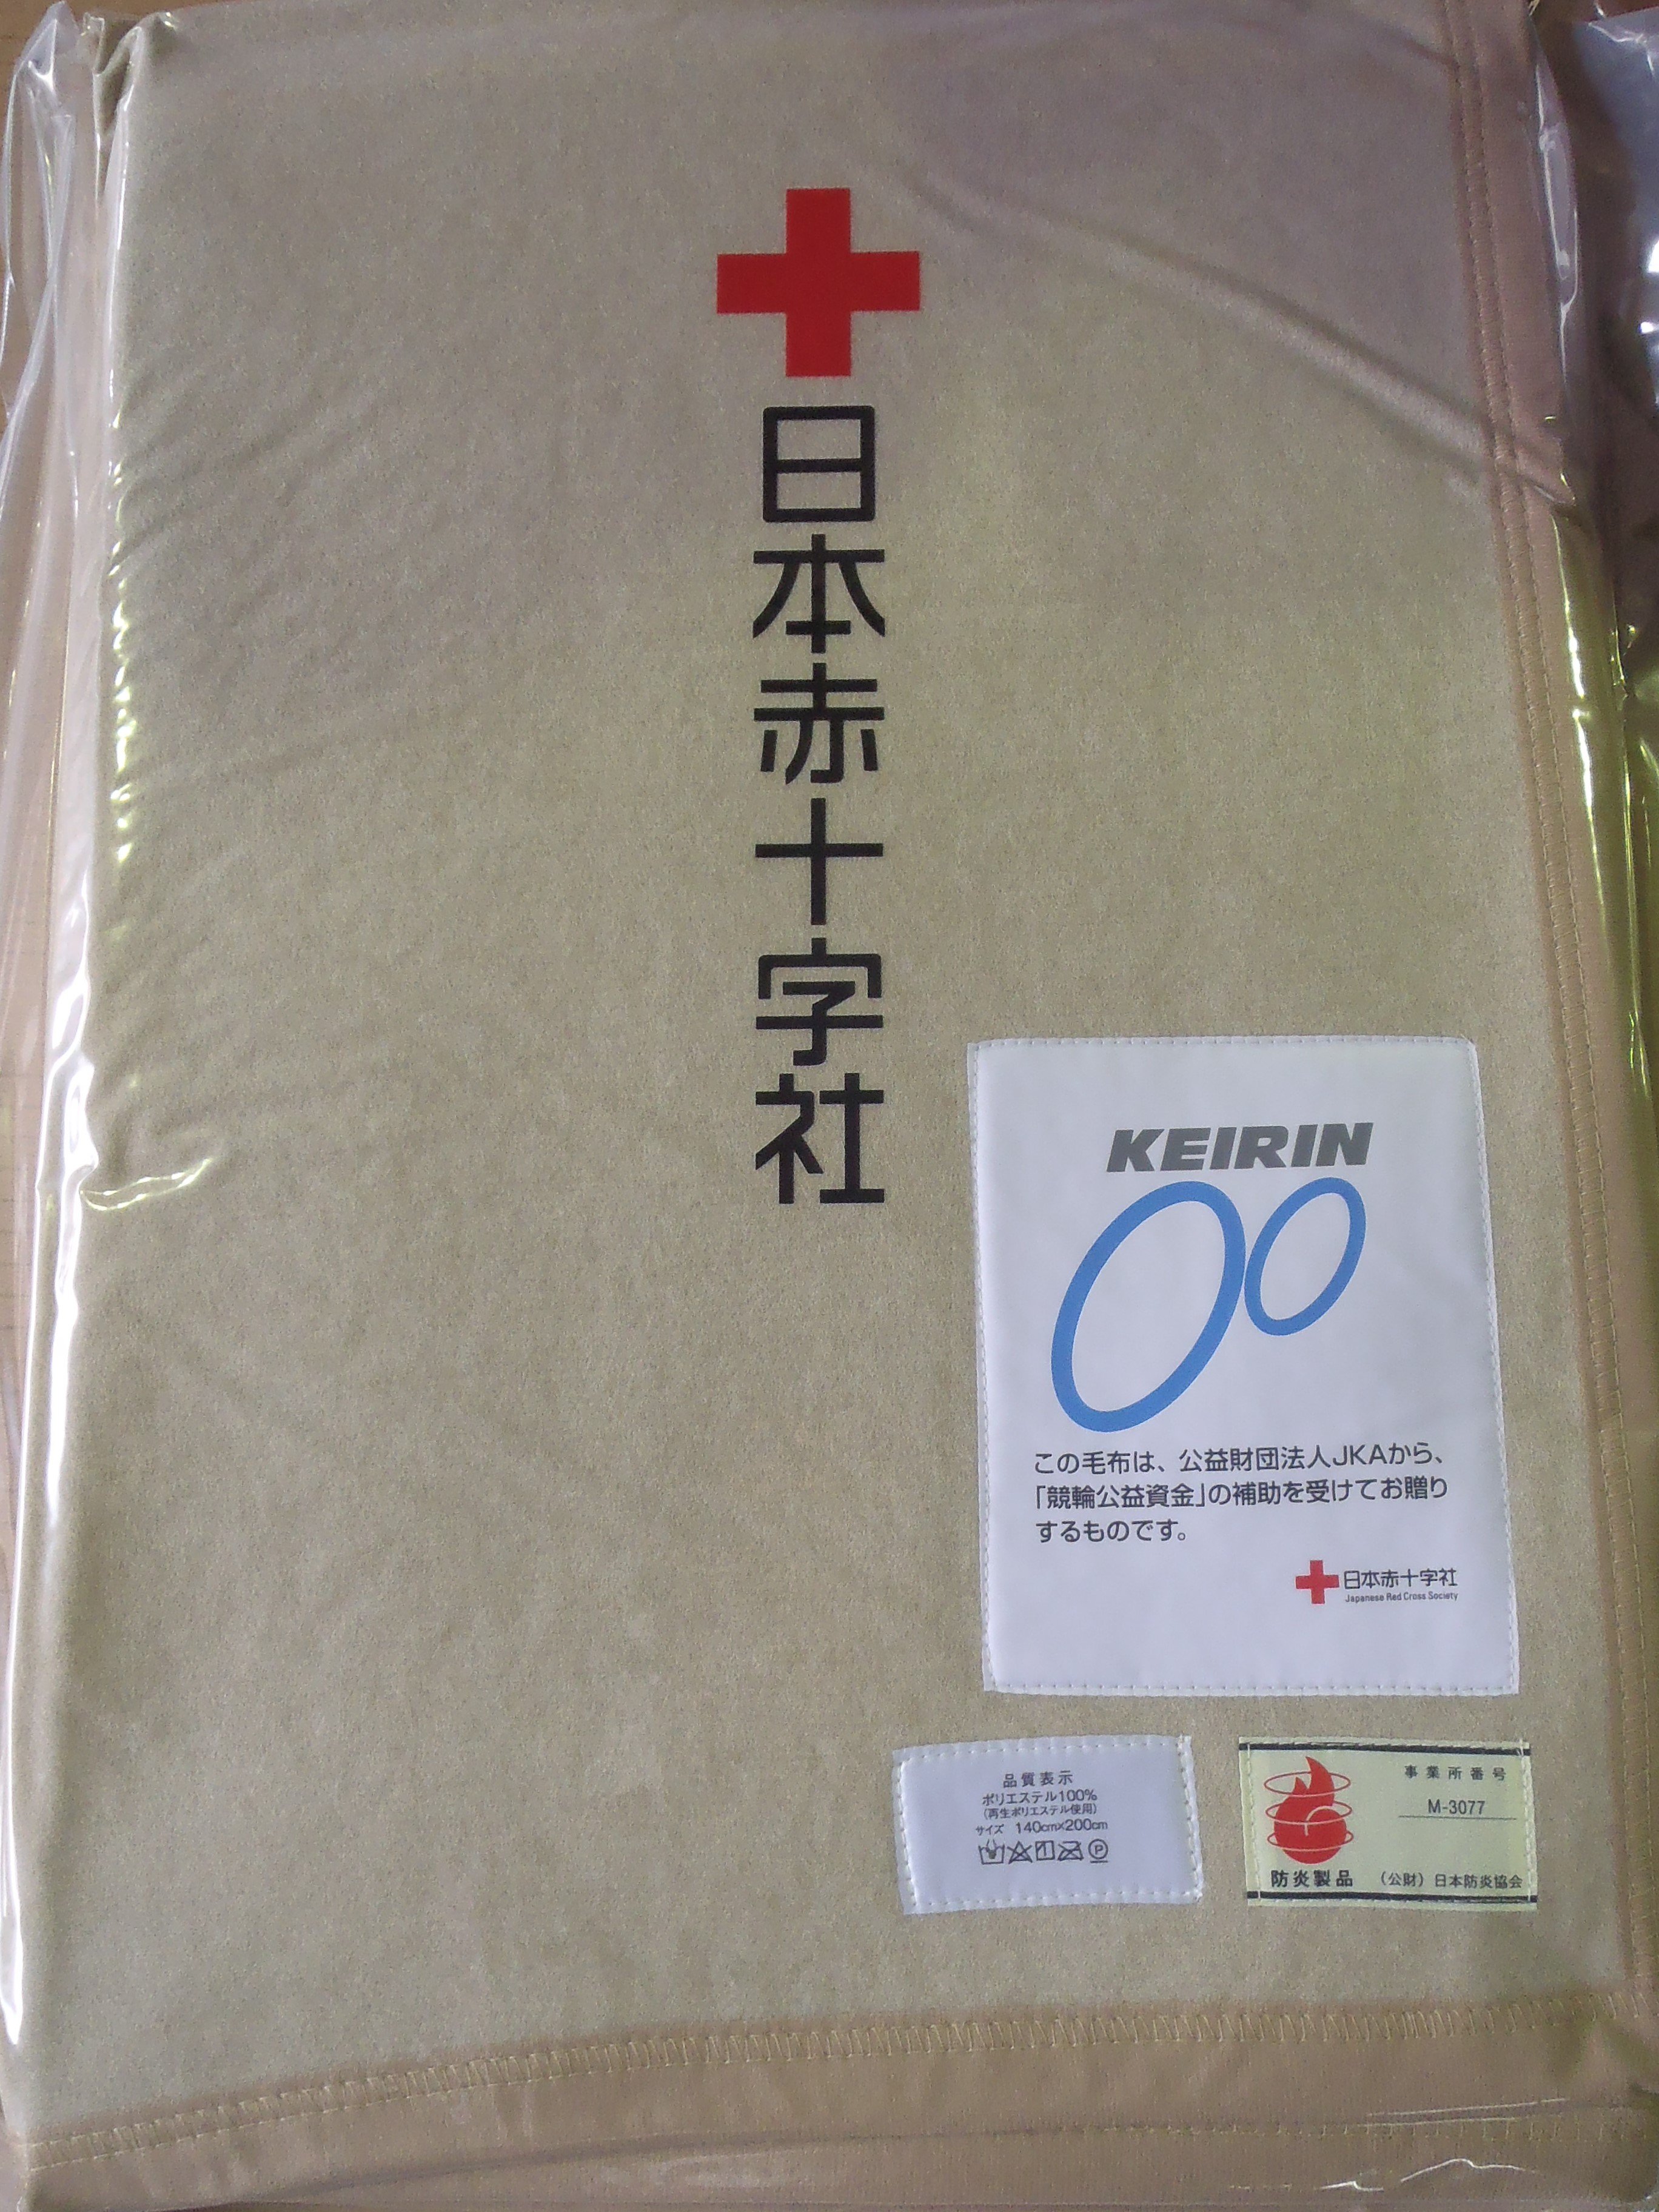 日本赤十字社
KEIRIN
この毛布は、公益財団法人JKAから、
「競輪公益資金」の補助を受けてお贈り
するものです。
日本赤十字社
Japanese Red Cross Society
品質表示
ポリエステル100%
(再生ポリエステル使用)
サイズ 140cm×200cm
P
事業所番号
M-3077
防炎製品 (公財)日本防炎協会